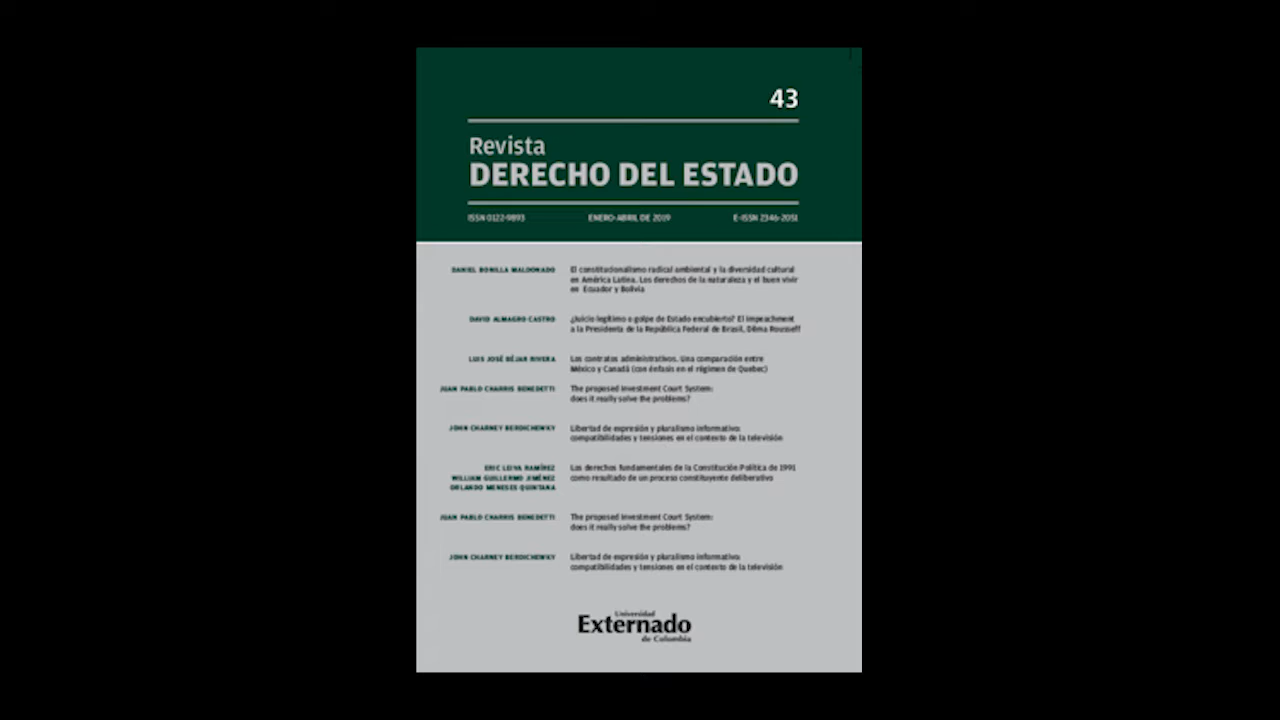 43
Revista
DERECHO DEL ESTADO
ISSN 0122-9893 ENERO-ABRIL DE 2019 E-ISSN 2346-2051
DANIEL BONILLA MALDONADO El constitucionalismo radical ambiental y la diversidad cultural
en América Latina. Los derechos de la naturaleza y el buen vivir
en Ecuador y Bolivia
DAVID ALMAGRO CASTRO ¿Juicio legítimo o golpe de Estado encubierto? El impeachment
a la Presidenta de la República Federal de Brasil, Dilma Rousseff
LUIS JOSÉ BÉJAR RIVERA Los contratos administrativos. Una comparación entre
México y Canadá (con énfasis en el régimen de Quebec)
JUAN PABLO CHARRIS BENEDETTI The proposed Investment Court System:
does it really solve the problems?
JOHN CHARNEY BERDICHEWKY Libertad de expresión y pluralismo informativo:
compatibilidades y tensiones en el contexto de la televisión
ERIC LEIVA RAMÍREZ Los derechos fundamentales de la Constitución Política de 1991
WILLIAM GUILLERMO JIMÉNEZ como resultado de un proceso constituyente deliberativo
ORLANDO MENESES QUINTANA
JUAN PABLO CHARRIS BENEDETTI The proposed Investment Court System:
does it really solve the problems?
JOHN CHARNEY BERDICHEWKY Libertad de expresión y pluralismo informativo:
compatibilidades y tensiones en el contexto de la televisión
Universidad
Externado
de Colombia